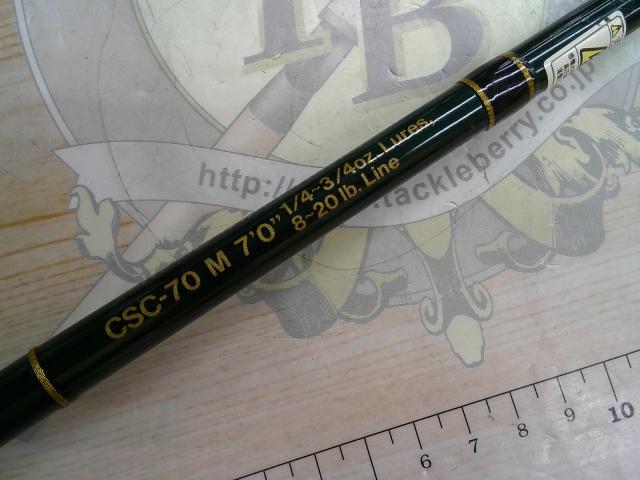 TB
http://
.tackleberry.co.jp
CSC-70 M 7'0" 1/4~3/4oz. Lures,
8~20 lb. Line
6 7 8 9 10